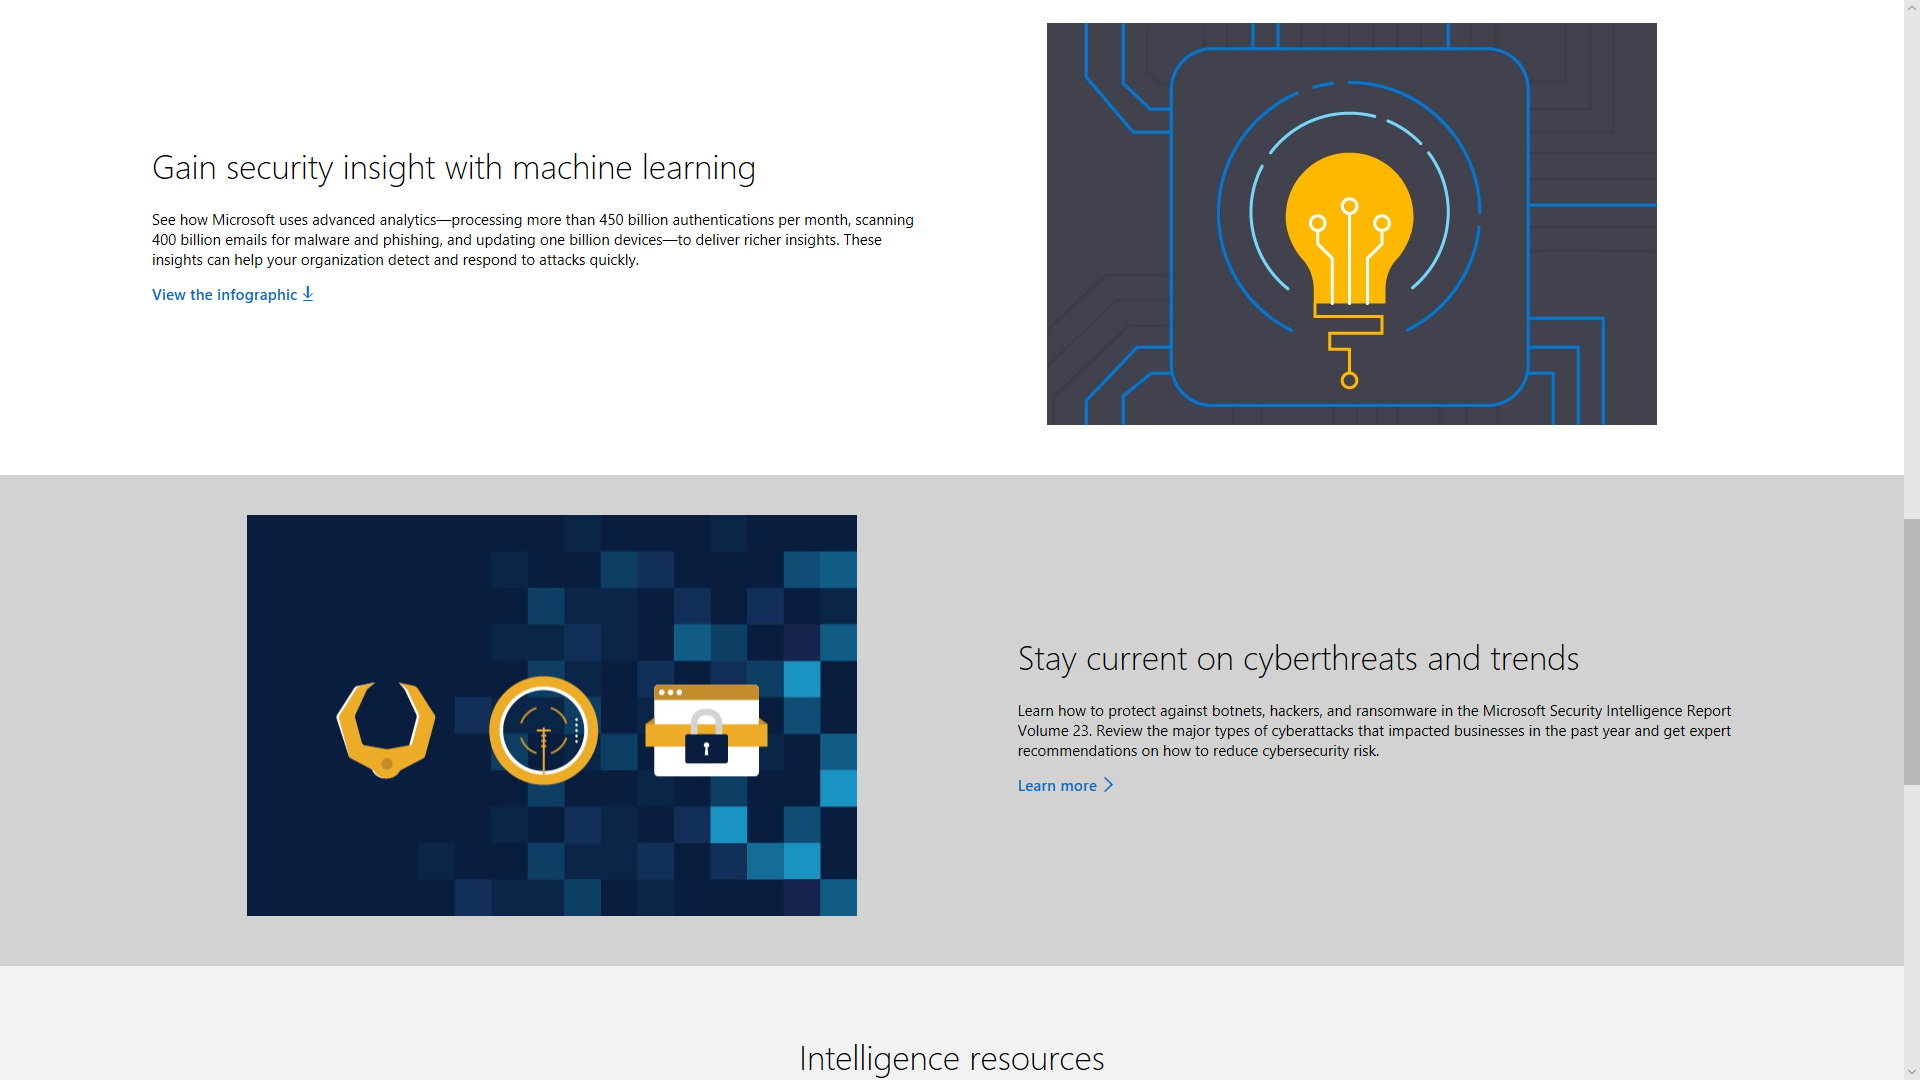 Gain security insight with machine learning
See how Microsoft uses advanced analytics—processing more than 450 billion authentications per month, scanning
400 billion emails for malware and phishing, and updating one billion devices—to deliver richer insights. These
insights can help your organization detect and respond to attacks quickly.
View the infographic
Stay current on cyberthreats and trends
Learn how to protect against botnets, hackers, and ransomware in the Microsoft Security Intelligence Report
Volume 23. Review the major types of cyberattacks that impacted businesses in the past year and get expert
recommendations on how to reduce cybersecurity risk.
Learn more
Intelligence resources